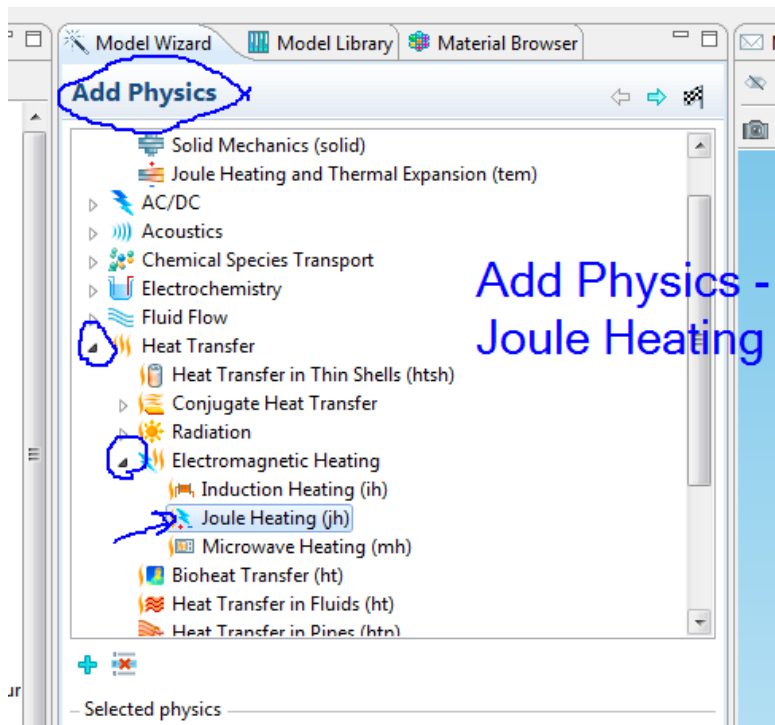 Model Wizard Model Library Material Browser
Add Physics
Solid Mechanics (solid)
Joule Heating and Thermal Expansion (tem)
AC/DC
Acoustics
Chemical Species Transport
Electrochemistry
Fluid Flow
Heat Transfer
Heat Transfer in Thin Shells (htsh)
Conjugate Heat Transfer
Radiation
Electromagnetic Heating
Induction Heating (ih)
Joule Heating (jh)
Microwave Heating (mh)
Bioheat Transfer (ht)
Heat Transfer in Fluids (ht)
Heat Transfer in Pipes (htp)
Add Physics -
Joule Heating
ur
Selected physics